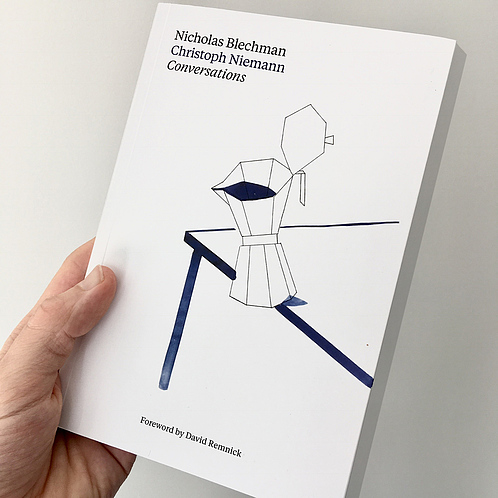 Nicholas Blechman
Christoph Niemann
Conversations
Foreword by David Remnick